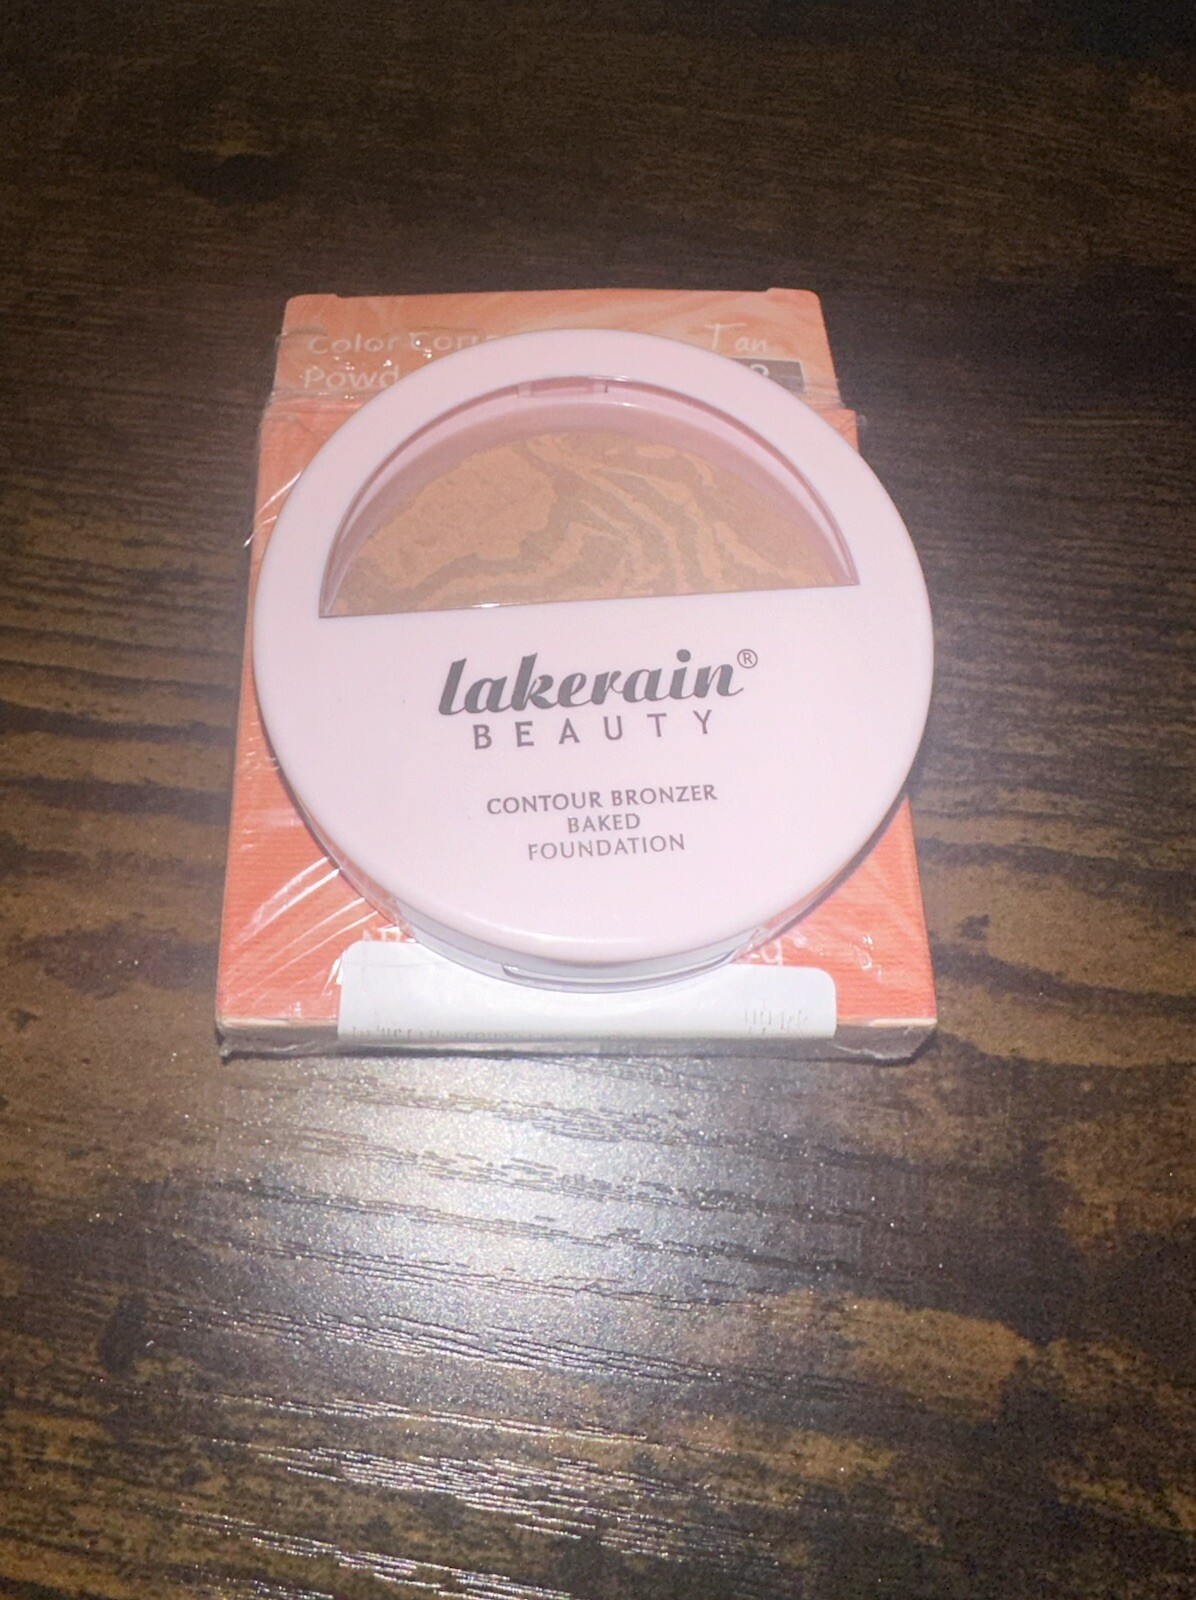 Color
Tan
lakerain®
BEAUTY
CONTOUR BRONZER
BAKED
FOUNDATION